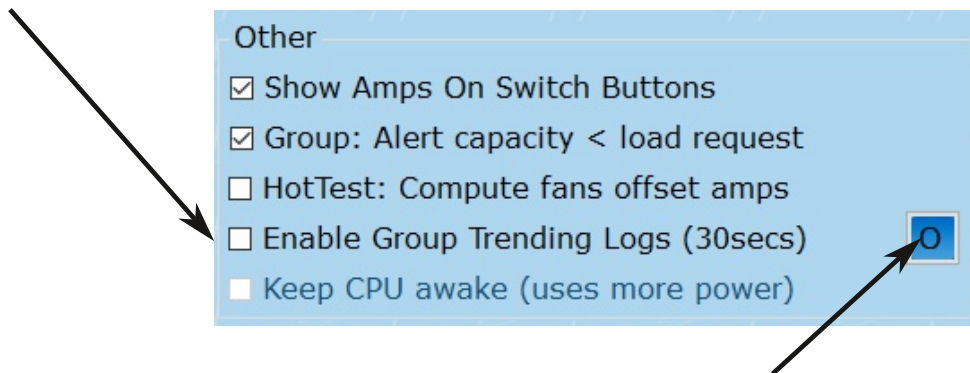 Other
Show Amps On Switch Buttons
Group: Alert capacity < load request
HotTest: Compute fans offset amps
Enable Group Trending Logs (30secs) O
Keep CPU awake (uses more power)